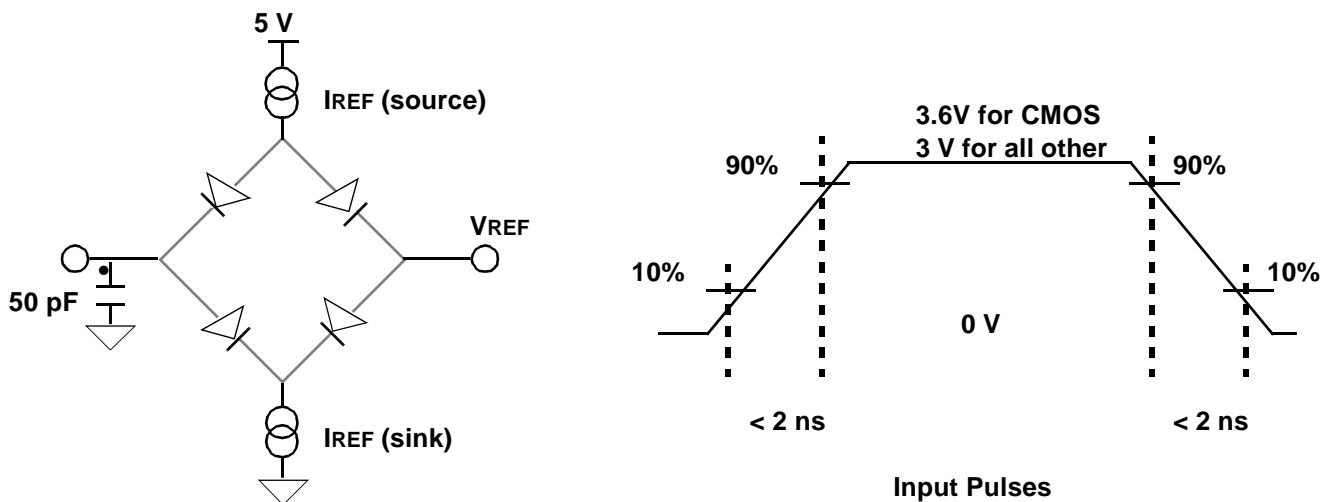 5 V
IREF (source)
VREF
50 pF
IREF (sink)
3.6V for CMOS
3 V for all other
90%
90%
10%
10%
0 V
< 2 ns
< 2 ns
Input Pulses